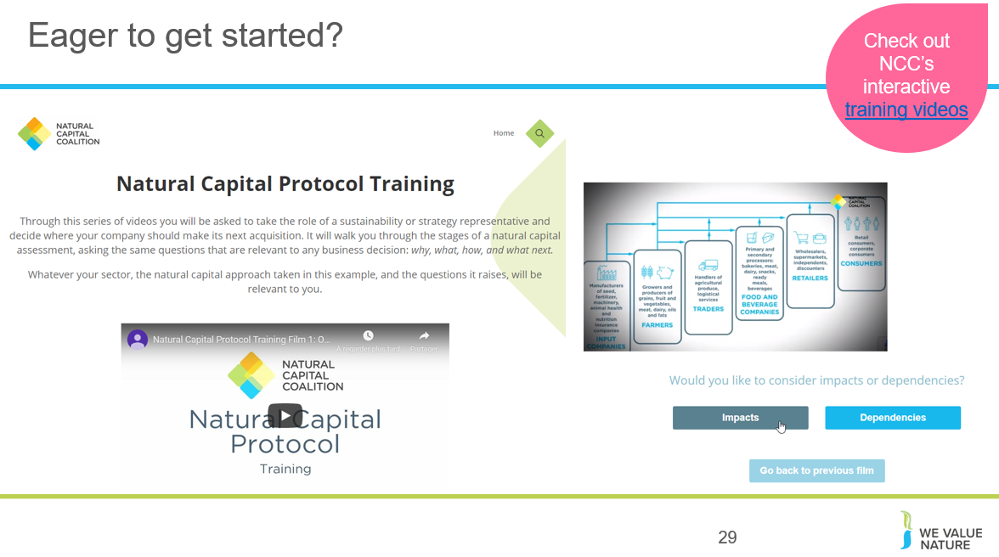 Eager to get started?
Check out
NCC's
interactive
training videos
NATURAL
CAPITAL
COALITION
Home
Natural Capital Protocol Training
Through this series of videos you will be asked to take the role of a sustainability or strategy representative and
decide where your company should make its next acquisition. It will walk you through the stages of a natural capital
assessment, asking the same questions that are relevant to any business decision: why, what, how, and what next.
Whatever your sector, the natural capital approach taken in this example, and the questions it raises, will be
relevant to you.
Natural Capital Protocol Training Film 1: O...
A regarder plus tard
Partager
NATURAL
CAPITAL
COALITION
Natural Capital
Protocol
Training
NATURAL
CAPITAL
COALITION
Manufacturers
of seed,
fertilizer,
machinery,
animal health
and
nutrition
insurance
companies
INPUT
COMPANIES
Growers and
producers of
grains, fruit and
vegetables,
meat, dairy, oils
and fats
FARMERS
Handlers of
agricultural
produce,
logistical
services
TRADERS
Primary and
secondary
processors:
bakeries, meat,
dairy, snacks,
ready
meals,
beverages
FOOD AND
BEVERAGE
COMPANIES
Wholesalers,
supermarkets,
independents,
discounters
RETAILERS
Retail
consumers,
corporate
consumers
CONSUMERS
Would you like to consider impacts or dependencies?
Impacts
Dependencies
Go back to previous film
29
WE VALUE
NATURE